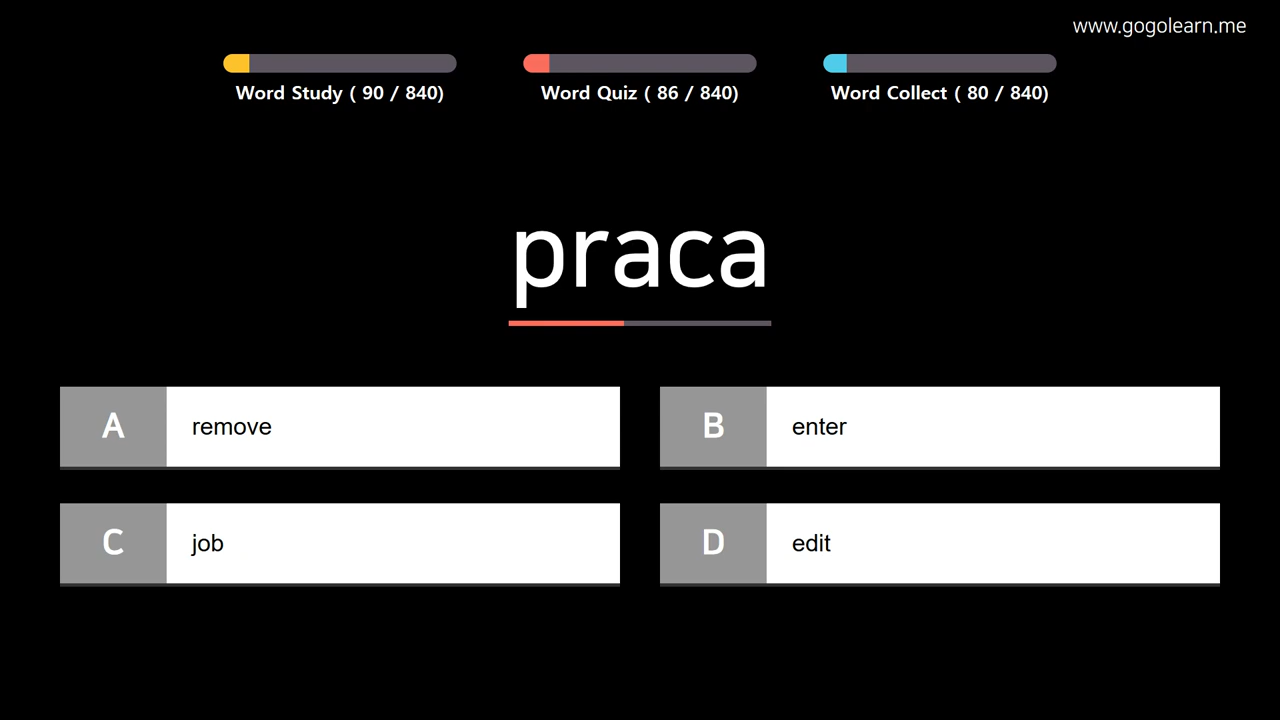 www.gogolearn.me
Word Study ( 90 / 840)
Word Quiz ( 86 / 840)
Word Collect ( 80 / 840)
praca
A remove
B enter
C job
D edit